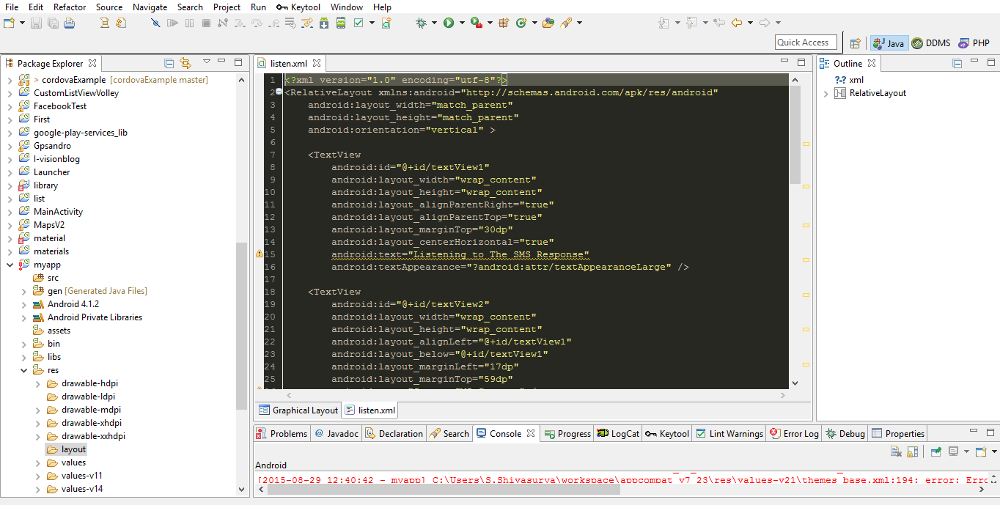 File Edit Refactor Source Navigate Search Project Run Keytool Window Help
Quick Access Java DDMS PHP
Package Explorer
> cordovaExample [cordovaExample master]
CustomListViewVolley
FacebookTest
First
google-play-services_lib
Gpsandro
I-visionblog
Launcher
library
list
MainActivity
MapsV2
material
materials
myapp
src
gen [Generated Java Files]
Android 4.1.2
Android Private Libraries
assets
bin
libs
res
drawable-hdpi
drawable-ldpi
drawable-mdpi
drawable-xhdpi
drawable-xxhdpi
layout
values
values-v11
values-v14
listen.xml
1 <?xml version="1.0" encoding="utf-8"?>
2 <RelativeLayout xmlns:android="http://schemas.android.com/apk/res/android"
3 android:layout_width="match_parent"
4 android:layout_height="match_parent"
5 android:orientation="vertical" >
6
7 <TextView
8 android:id="@+id/textView1"
9 android:layout_width="wrap_content"
10 android:layout_height="wrap_content"
11 android:layout_alignParentRight="true"
12 android:layout_alignParentTop="true"
13 android:layout_marginTop="30dp"
14 android:layout_centerHorizontal="true"
15 android:text="Listening to The SMS Response"
16 android:textAppearance="?android:attr/textAppearanceLarge" />
17
18 <TextView
19 android:id="@+id/textView2"
20 android:layout_width="wrap_content"
21 android:layout_height="wrap_content"
22 android:layout_alignLeft="@+id/textView1"
23 android:layout_below="@+id/textView1"
24 android:layout_marginLeft="17dp"
25 android:layout_marginTop="59dp"
Graphical Layout listen.xml
Outline
xml
RelativeLayout
Problems @ Javadoc Declaration Search Console Progress LogCat Keytool Lint Warnings Error Log Debug Properties
Android
[2015-08-29 12:40:42 - myapp] C:\Users\S.Shivasurya\workspace\appcompat_v7_23\res\values-v21\themes_base.xml:194: error: Erro